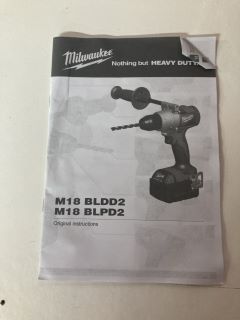 Milwaukee
Nothing but HEAVY DUTY
M18 BLDD2
M18 BLPD2
Original instructions